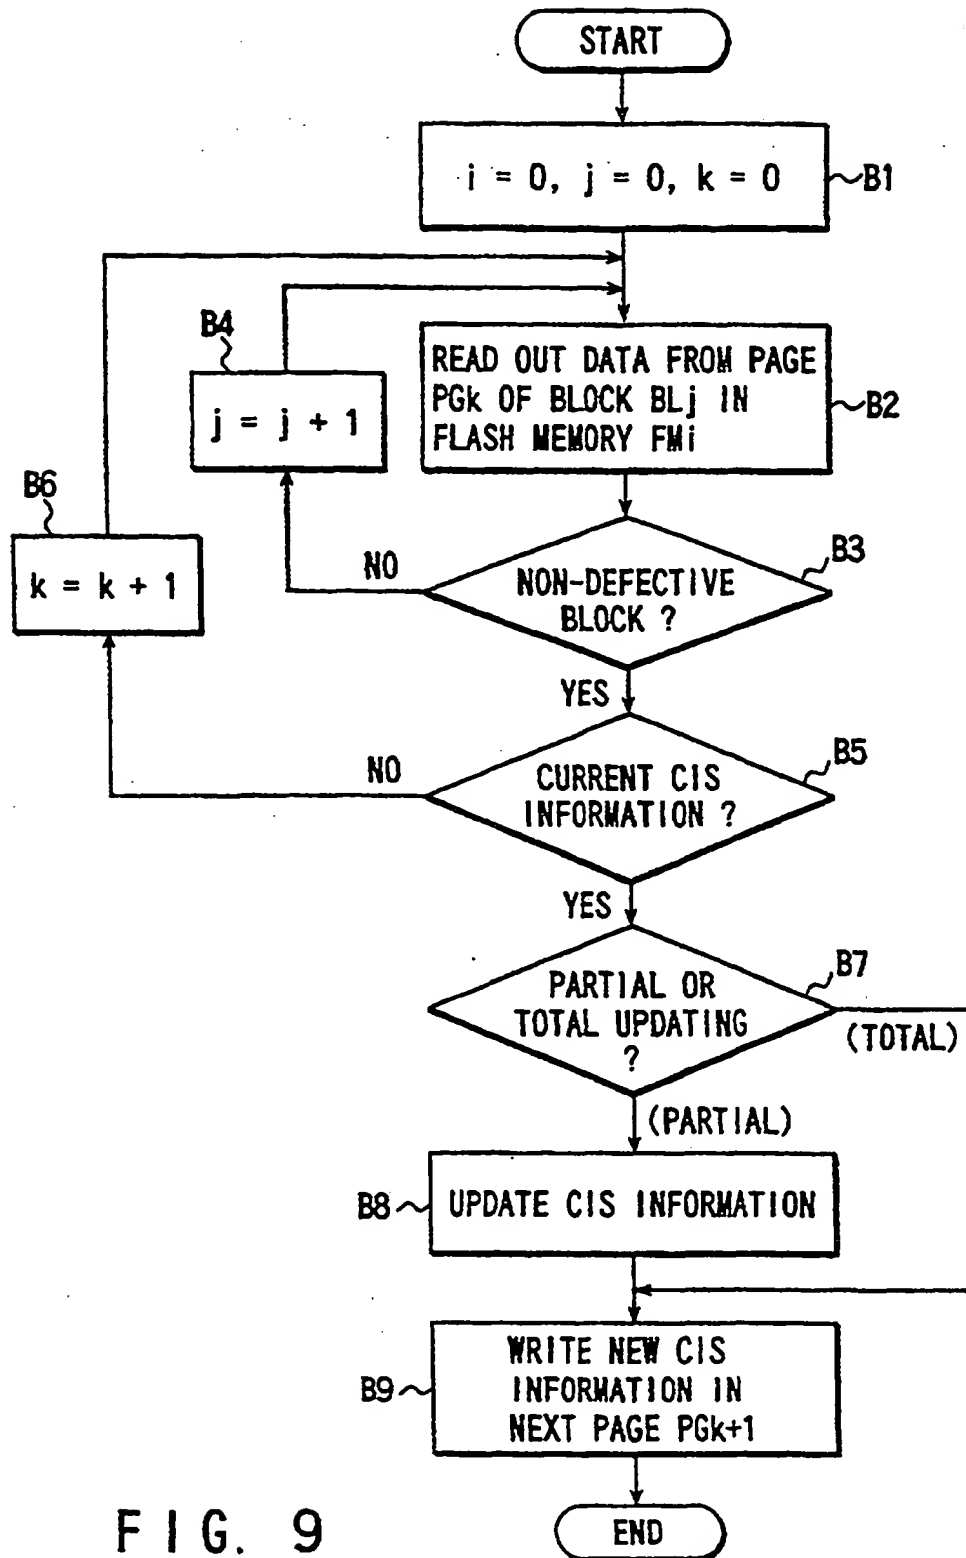 START
i = 0, j = 0, k = 0
B1
B4
j = j + 1
READ OUT DATA FROM PAGE
PGk OF BLOCK BLj IN
FLASH MEMORY FMi
B2
B6
k = k + 1
NO
NON-DEFECTIVE
BLOCK ?
B3
YES
NO
CURRENT CIS
INFORMATION ?
B5
YES
PARTIAL OR
TOTAL UPDATING
?
B7
(TOTAL)
(PARTIAL)
B8
UPDATE CIS INFORMATION
B9
WRITE NEW CIS
INFORMATION IN
NEXT PAGE PGk+1
END
FIG. 9